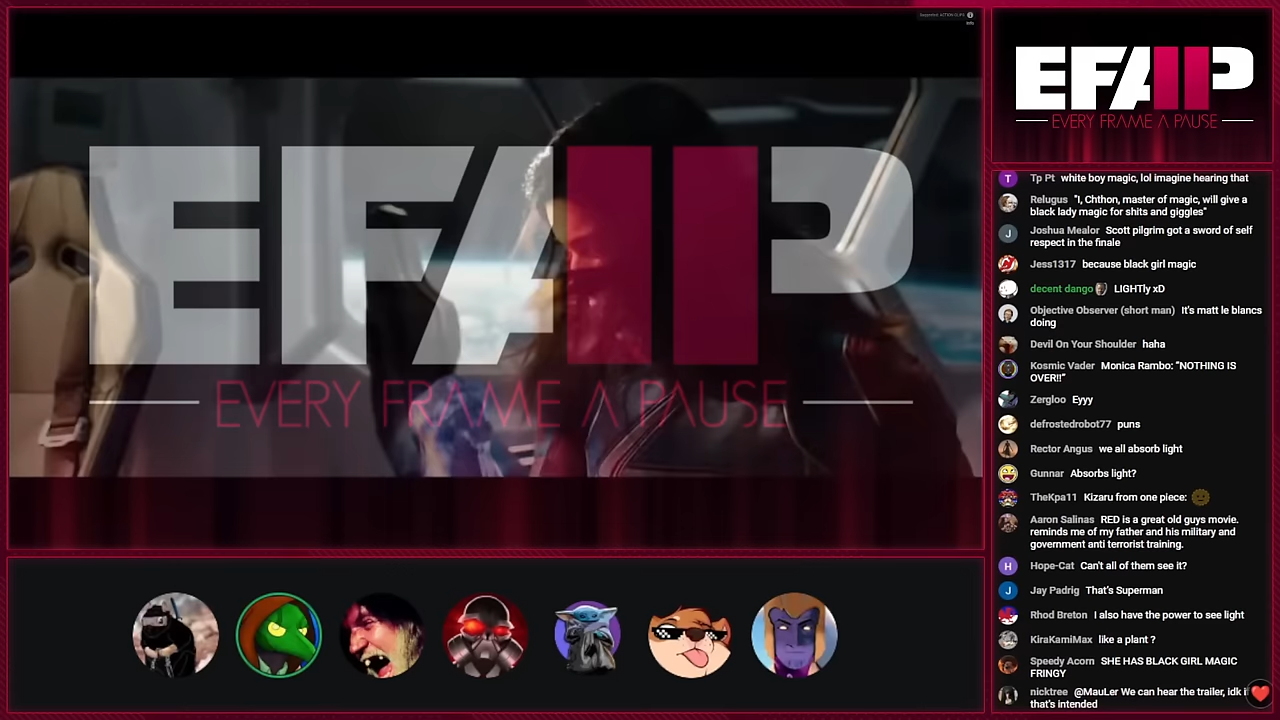 Suggested: ACTION CLIPS
Info
EFAP
EVERY FRAME A PAUSE
EFAP
EVERY FRAME A PAUSE
T Tp Pt white boy magic, lol imagine hearing that
Relugus "I, Chthon, master of magic, will give a
black lady magic for shits and giggles"
J Joshua Mealor Scott pilgrim got a sword of self
respect in the finale
Jess1317 because black girl magic
decent dango LIGHTly xD
Objective Observer (short man) It's matt le blancs
doing
Devil On Your Shoulder haha
Kosmic Vader Monica Rambo: “NOTHING IS
OVER!!”
Zergloo Eyyy
defrostedrobot77 puns
Rector Angus we all absorb light
Gunnar Absorbs light?
TheKpa11 Kizaru from one piece:
Aaron Salinas RED is a great old guys movie.
reminds me of my father and his military and
government anti terrorist training.
H Hope-Cat Can't all of them see it?
J Jay Padrig That's Superman
Rhod Breton I also have the power to see light
KiraKamiMax like a plant ?
Speedy Acorn SHE HAS BLACK GIRL MAGIC
FRINGY
nicktree @MauLer We can hear the trailer, idk
that's intended